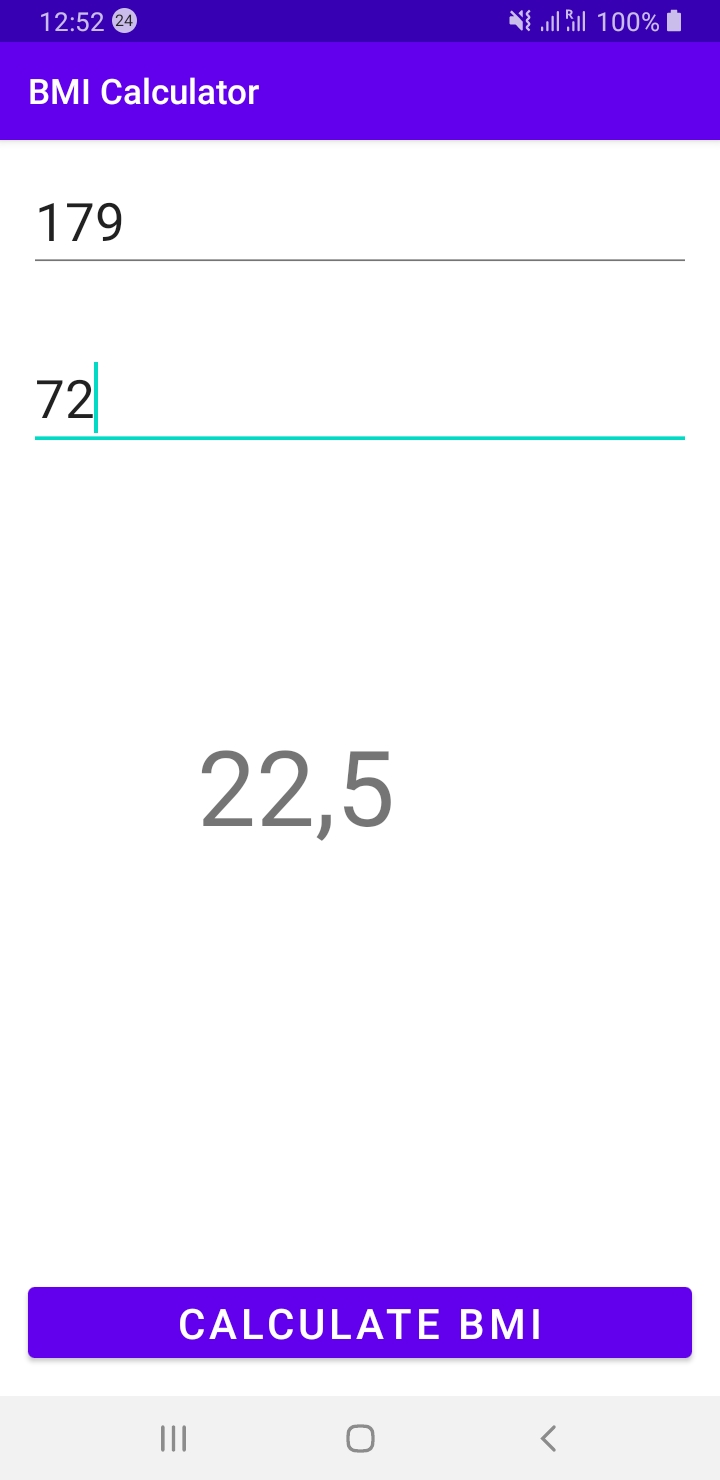 12:52 24 R 100%
BMI Calculator
179
72
22,5
CALCULATE BMI